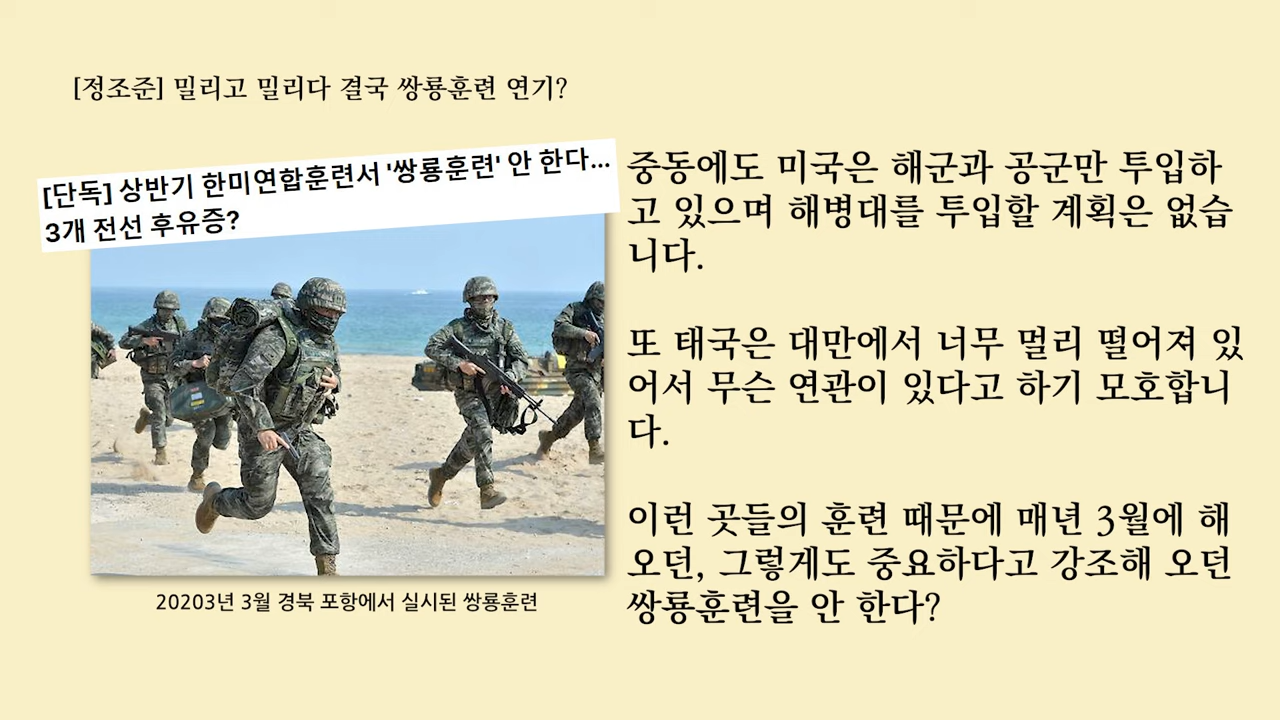 [정조준] 밀리고 밀리다 결국 쌍룡훈련 연기?
[단독] 상반기 한미연합훈련서 '쌍룡훈련' 안 한다...
3개 전선 후유증?
20203년 3월 경북 포항에서 실시된 쌍룡훈련
중동에도 미국은 해군과 공군만 투입하
고 있으며 해병대를 투입할 계획은 없습
니다.
또 태국은 대만에서 너무 멀리 떨어져 있
어서 무슨 연관이 있다고 하기 모호합니
다.
이런 곳들의 훈련 때문에 매년 3월에 해
오던, 그렇게도 중요하다고 강조해 오던
쌍룡훈련을 안 한다?